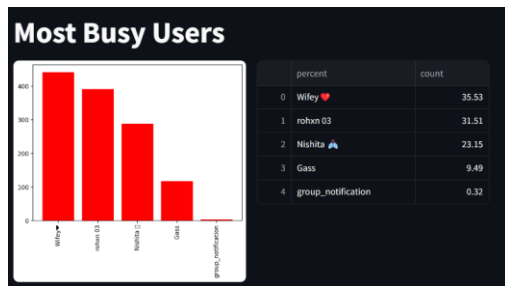 Most Busy Users
400
300
200
100
0
Wifey❤
rohxn 03
Nishita ▯
Gass
group_notification
percent count
0 Wifey❤️ 35.53
1 rohxn 03 31.51
2 Nishita 🫁 23.15
3 Gass 9.49
4 group_notification 0.32